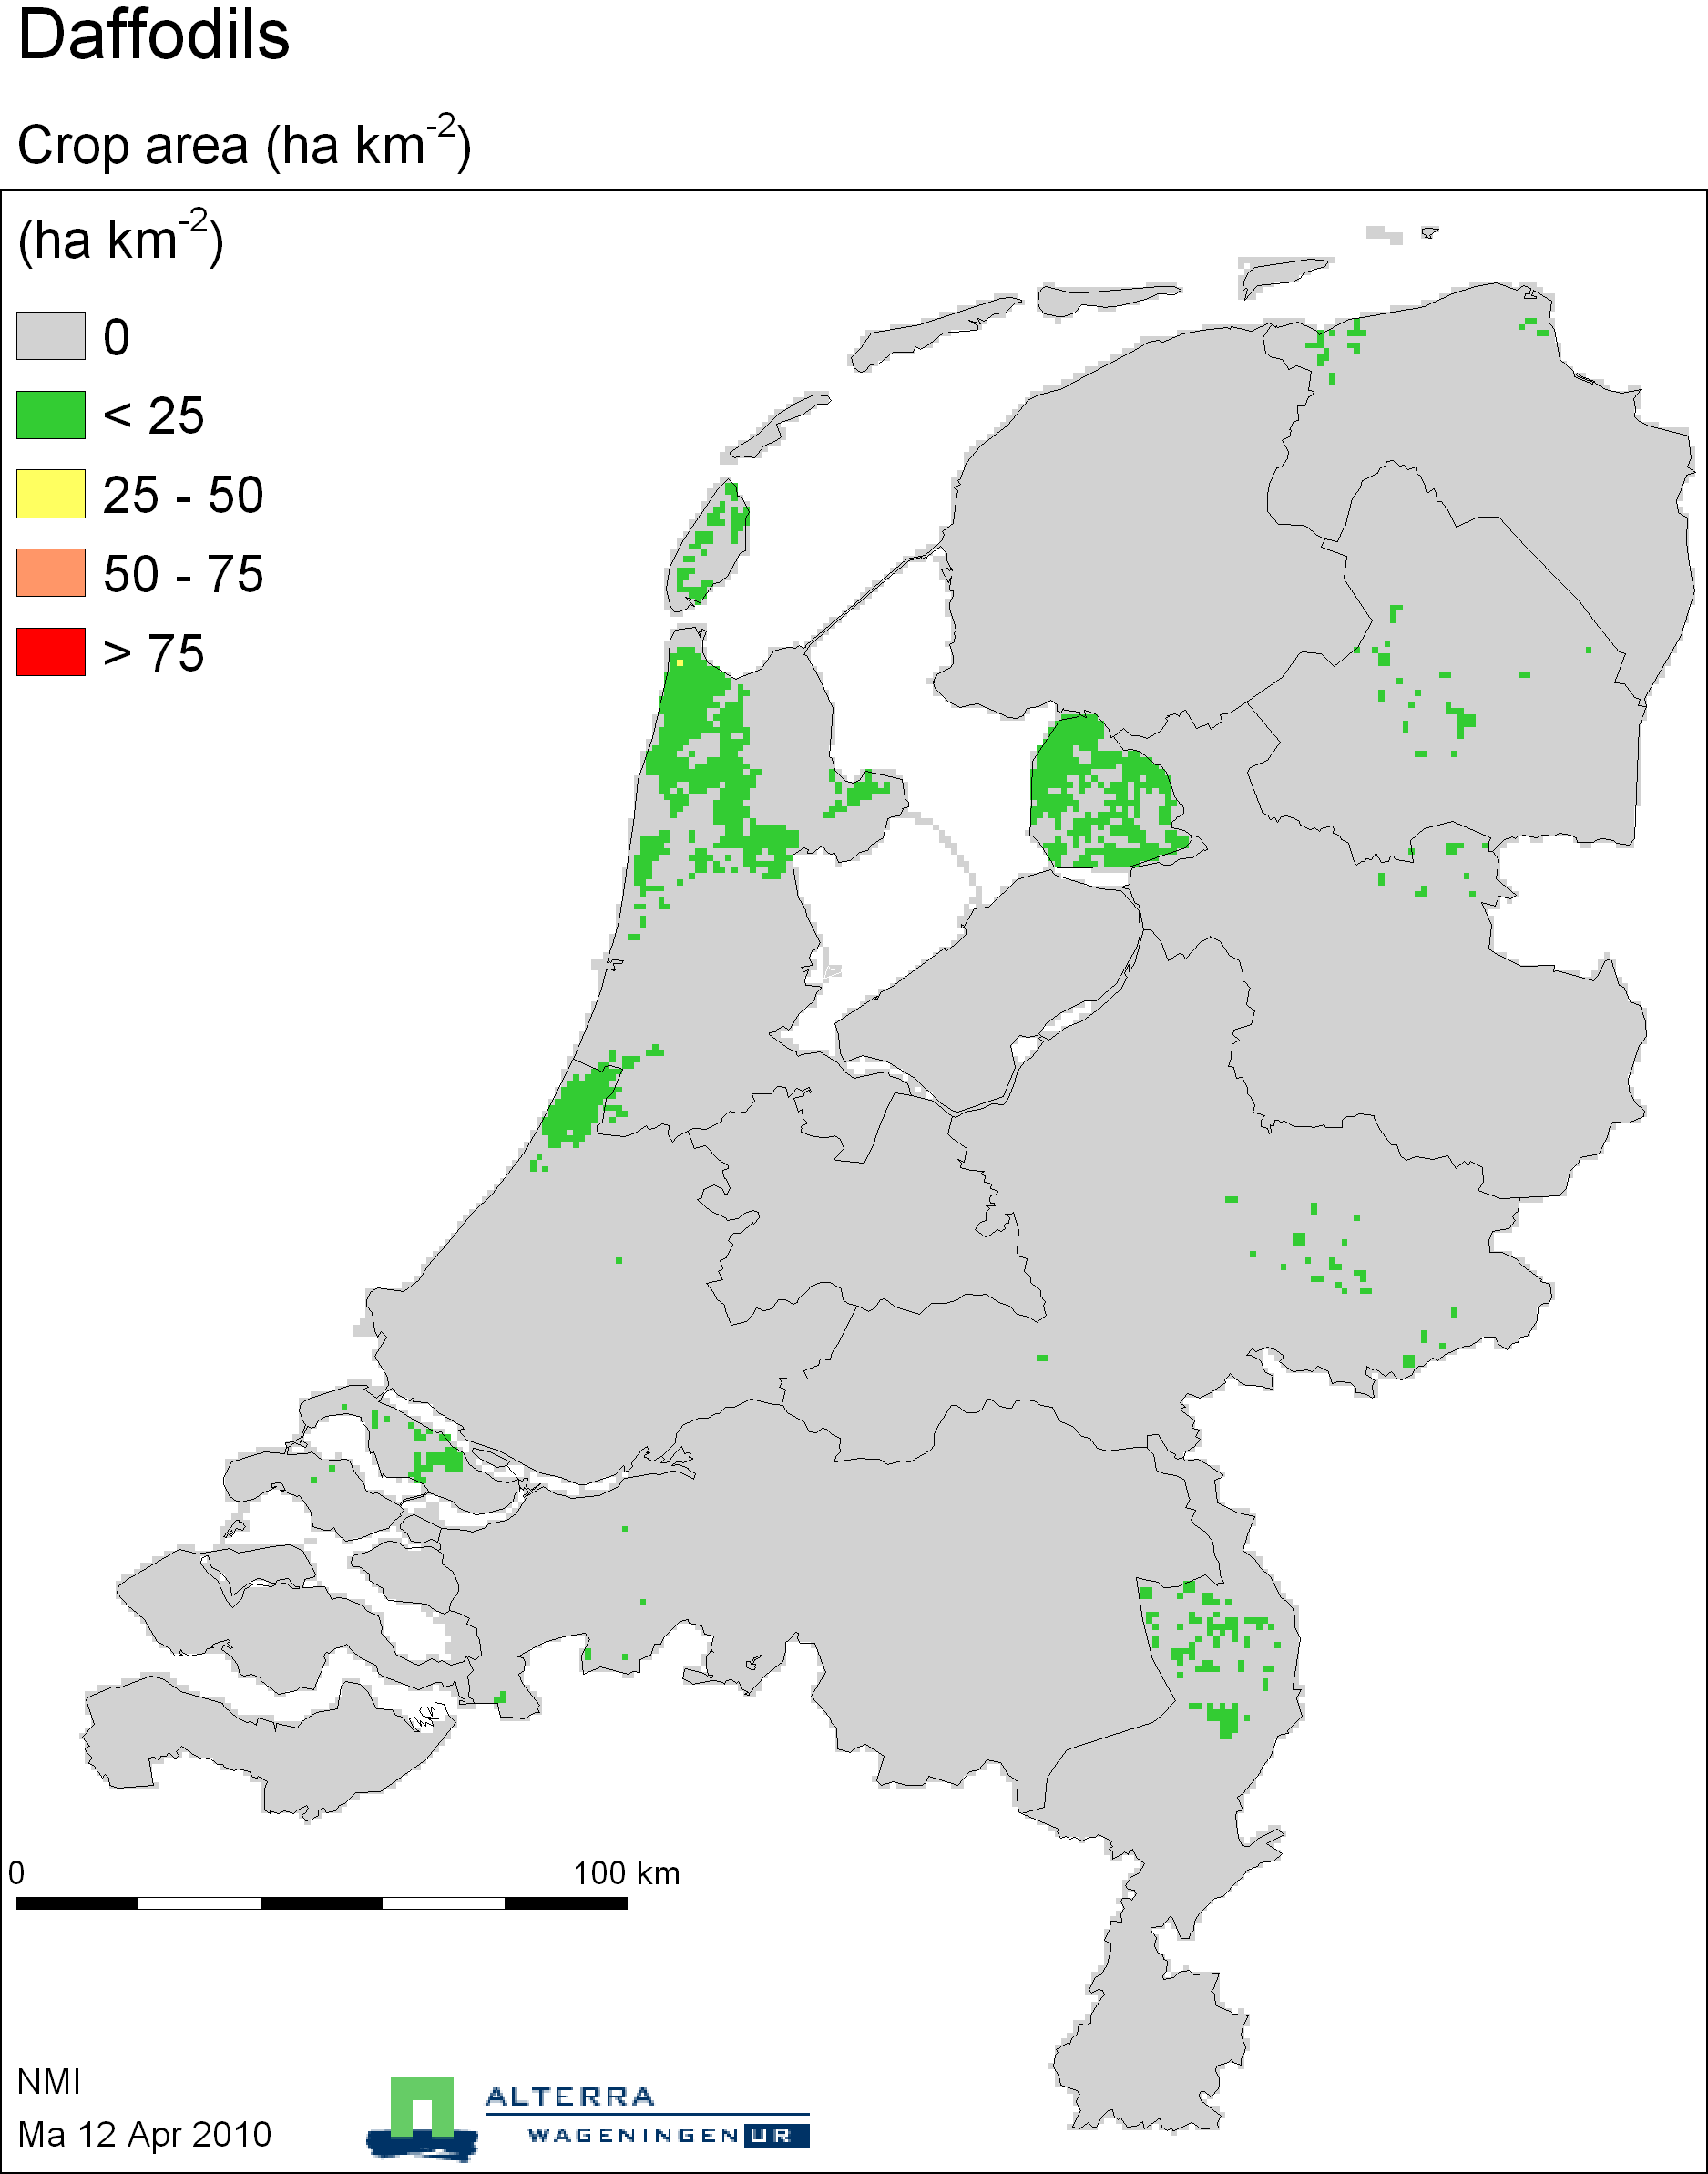 Daffodils
Crop area (ha km-2)
(ha km-2)
0
< 25
25 - 50
50 - 75
> 75
0 100 km
NMI
Ma 12 Apr 2010
ALTERRA
WAGENINGEN UR